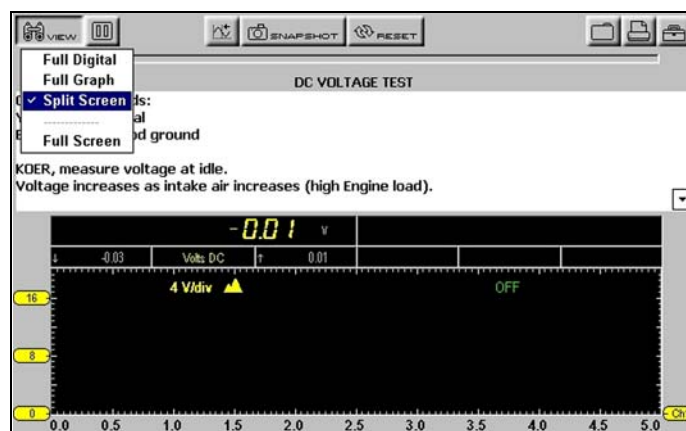 VIEW SNAPSHOT RESET
Full Digital
Full Graph
✓ Split Screen
-------------
Full Screen
DC VOLTAGE TEST
ds:
al
od ground
KOER, measure voltage at idle.
Voltage increases as intake air increases (high Engine load).
-0.01 V
↓ -0.03 Volts DC ↑ 0.01
4 V/div OFF
16
8
0 Ch
0.0 0.5 1.0 1.5 2.0 2.5 3.0 3.5 4.0 4.5 5.0